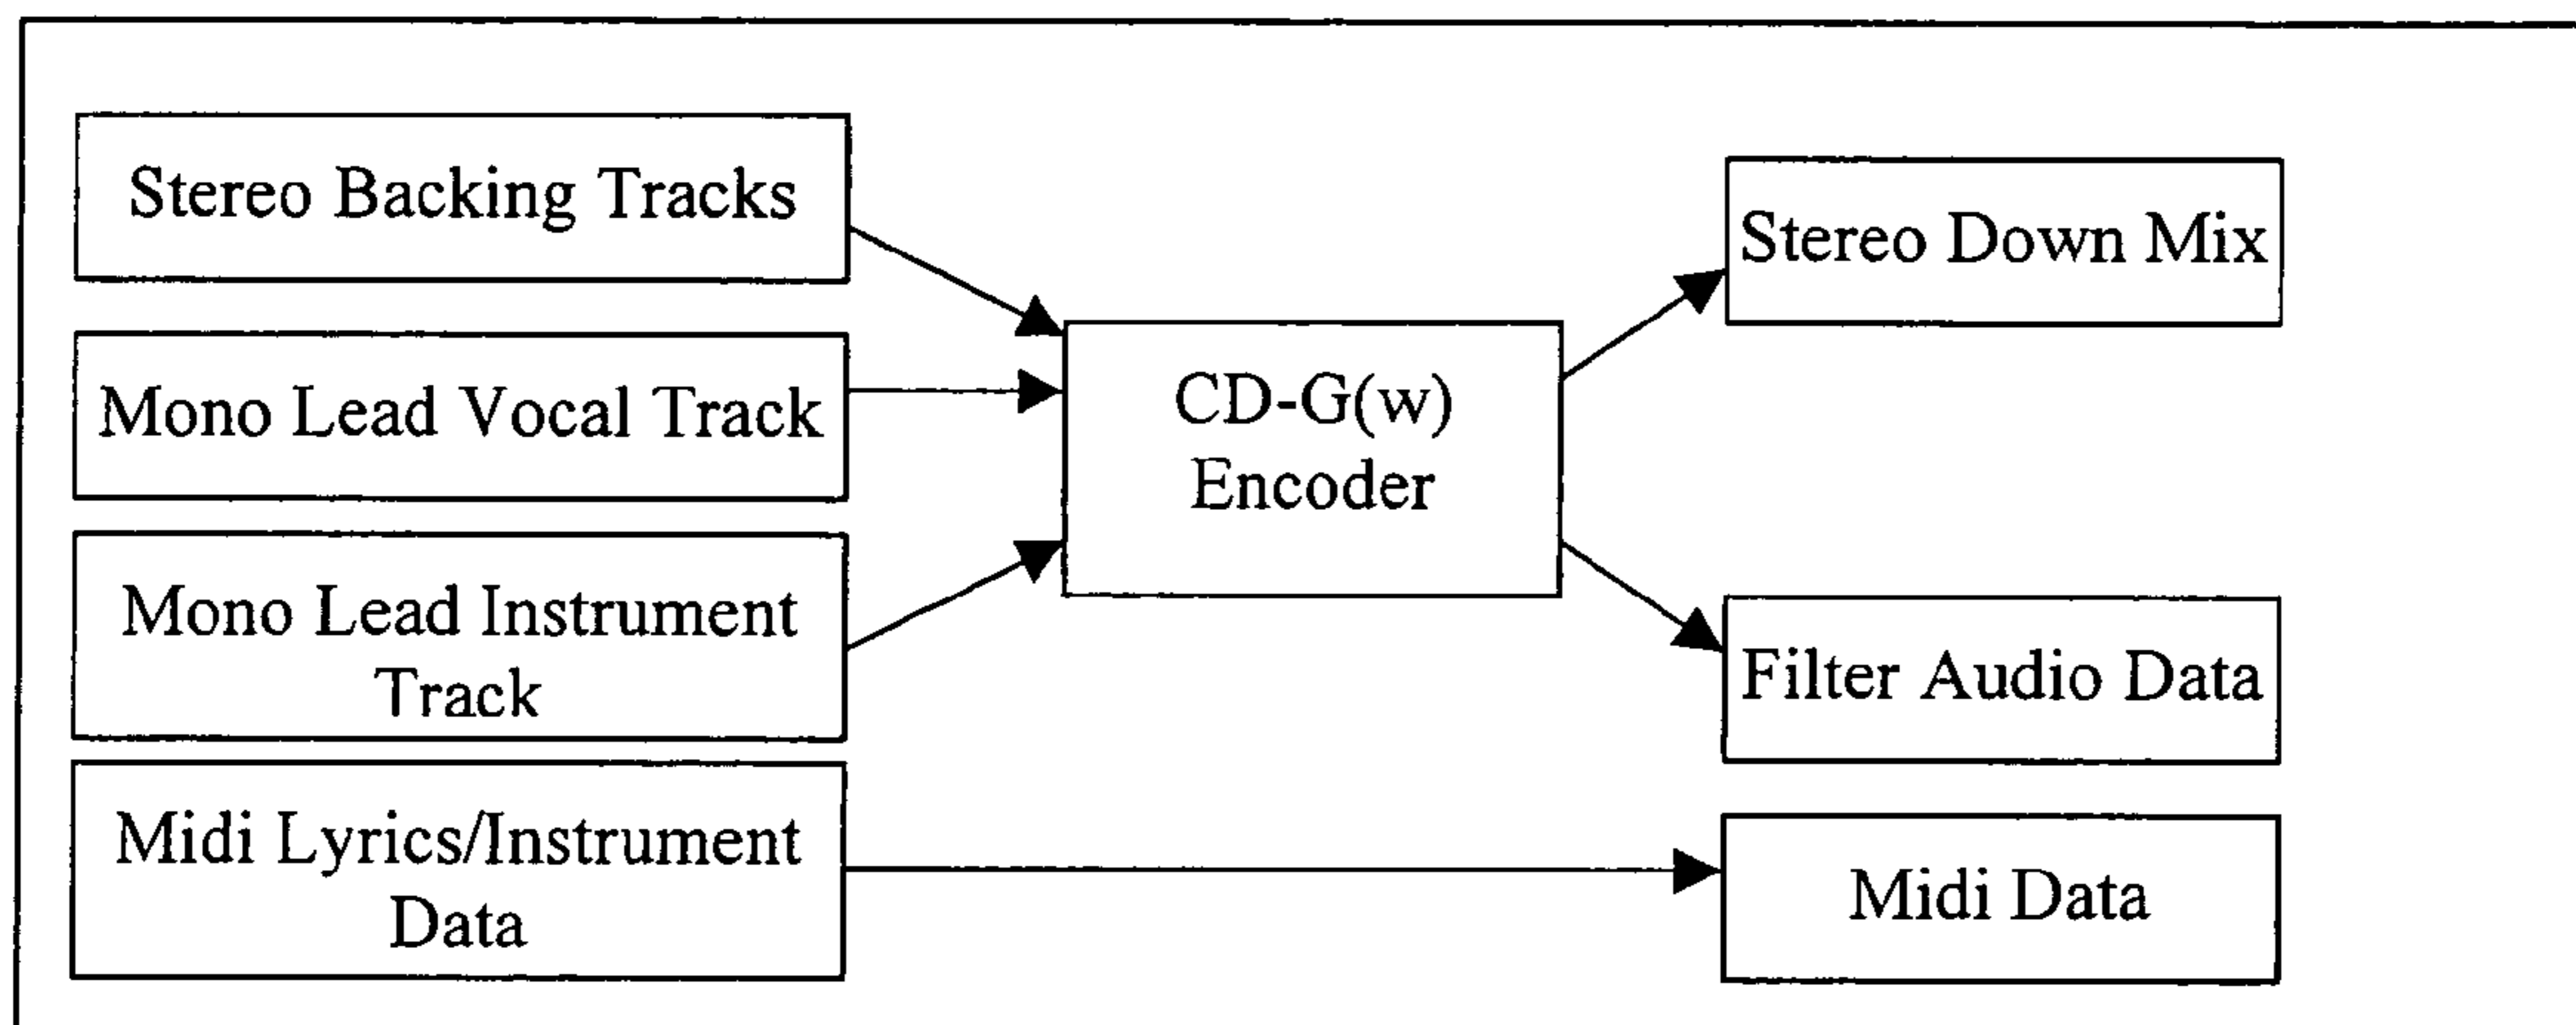 Stereo Backing Tracks
Mono Lead Vocal Track
Mono Lead Instrument
Track
Midi Lyrics/Instrument
Data
CD-G(w)
Encoder
Stereo Down Mix
Filter Audio Data
Midi Data